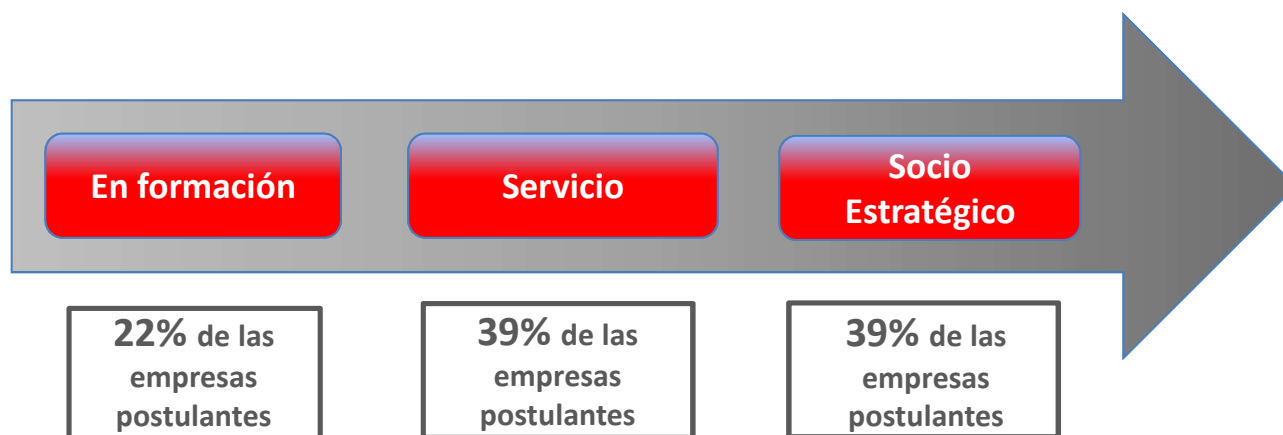 En formación
Servicio
Socio
Estratégico
22% de las
empresas
postulantes
39% de las
empresas
postulantes
39% de las
empresas
postulantes